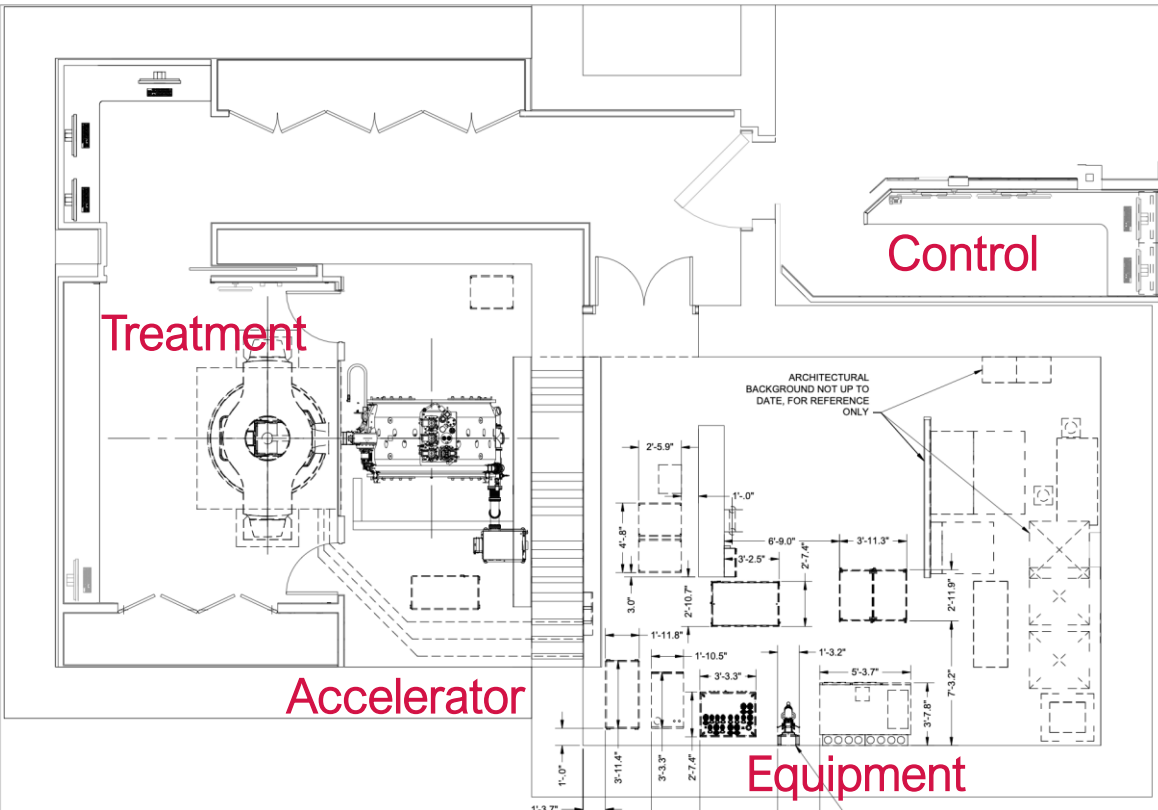 Control
Treatment
ARCHITECTURAL
BACKGROUND NOT UP TO
DATE, FOR REFERENCE
ONLY
2'-5.9"
1'-.0"
4'-.8"
6'-9.0"
3'-11.3"
3'-2.5"
2'-7.4"
3.0"
2'-10.7"
2'-11.9"
1'-11.8"
1'-10.5"
1'-3.2"
3'-3.3"
5'-3.7"
7'-3.2"
3'-7.8"
Accelerator
1'-.0"
3'-11.4"
3'-3.3"
2'-7.4"
Equipment
1'-3.7"